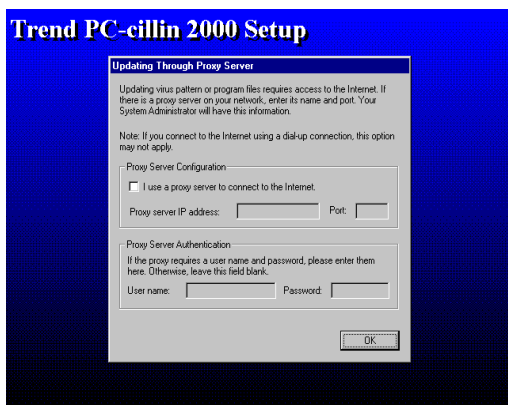 Trend PC-cillin 2000 Setup
Updating Through Proxy Server
Updating virus pattern or program files requires access to the Internet. If
there is a proxy server on your network, enter its name and port. Your
System Administrator will have this information.
Note: If you connect to the Internet using a dial-up connection, this option
may not apply.
Proxy Server Configuration
I use a proxy server to connect to the Internet.
Proxy server IP address: Port:
Proxy Server Authentication
If the proxy requires a user name and password, please enter them
here. Otherwise, leave this field blank.
User name: Password:
OK